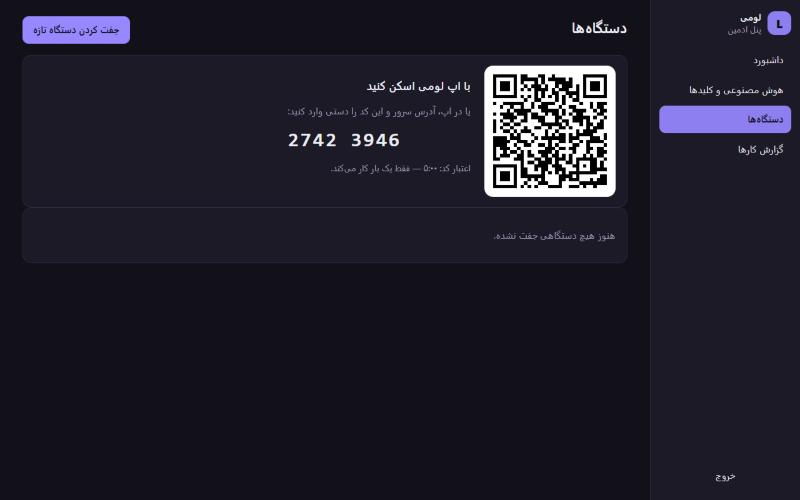 L
لومی
پنل ادمین
داشبورد
هوش مصنوعی و کلیدها
دستگاه‌ها
گزارش کارها
خروج
دستگاه‌ها
جفت کردن دستگاه تازه
با اپ لومی اسکن کنید
یا در اپ، آدرس سرور و این کد را دستی وارد کنید:
2742 3946
اعتبار کد: ۵:۰۰ — فقط یک بار کار می‌کند.
هنوز هیچ دستگاهی جفت نشده.